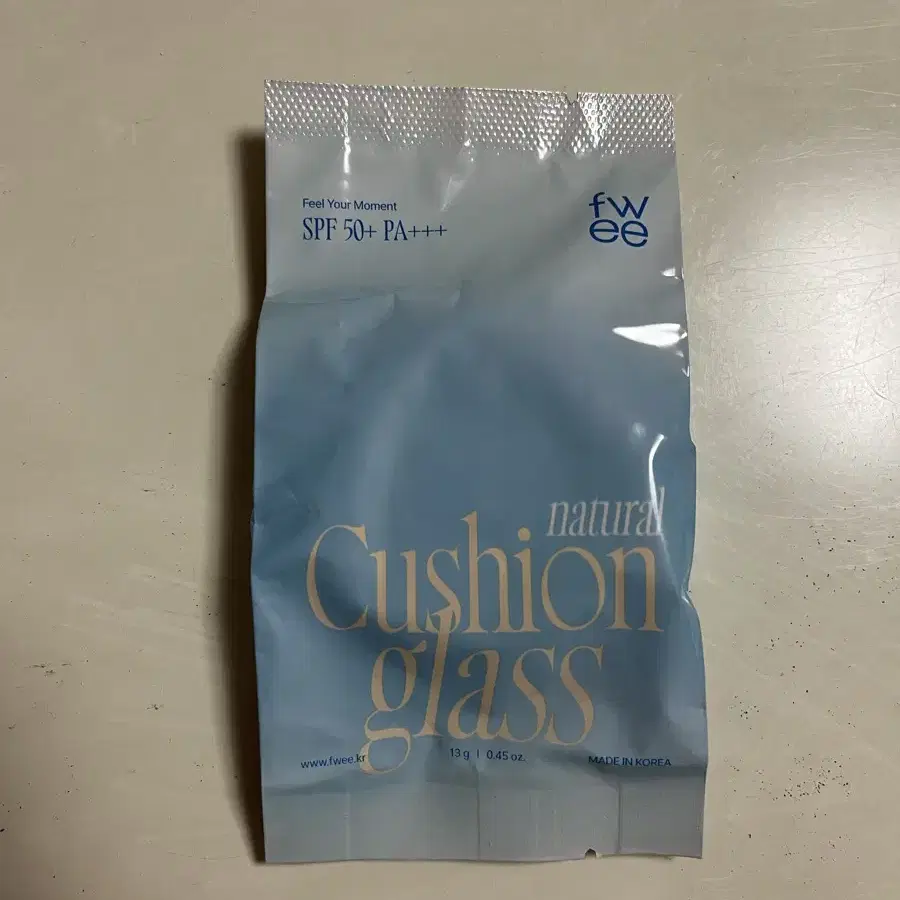 Feel Your Moment
SPF 50+ PA+++
fw
ee
natural
Cushion
glass
www.fwee.kr
13 g | 0.45 oz.
MADE IN KOREA